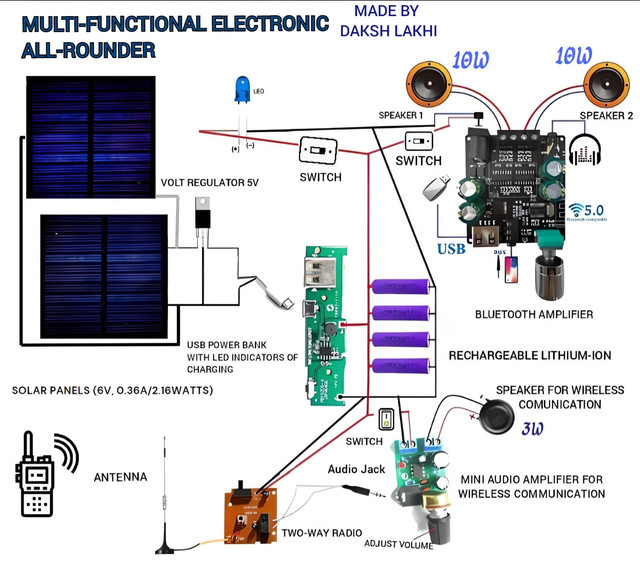 MULTI-FUNCTIONAL ELECTRONIC
ALL-ROUNDER
MADE BY
DAKSH LAKHI
10W
10W
LED
(+)
(-)
SPEAKER 1
SPEAKER 2
SWITCH
SWITCH
VOLT REGULATOR 5V
USB
5.0
BLUETOOTH AMPLIFIER
USB POWER BANK
WITH LED INDICATORS OF
CHARGING
RECHARGEABLE LITHIUM-ION
SOLAR PANELS (6V, 0.36A/2.16WATTS)
SPEAKER FOR WIRELESS
COMUNICATION
3W
SWITCH
Audio Jack
ANTENNA
MINI AUDIO AMPLIFIER FOR
WIRELESS COMMUNICATION
TWO-WAY RADIO
ADJUST VOLUME